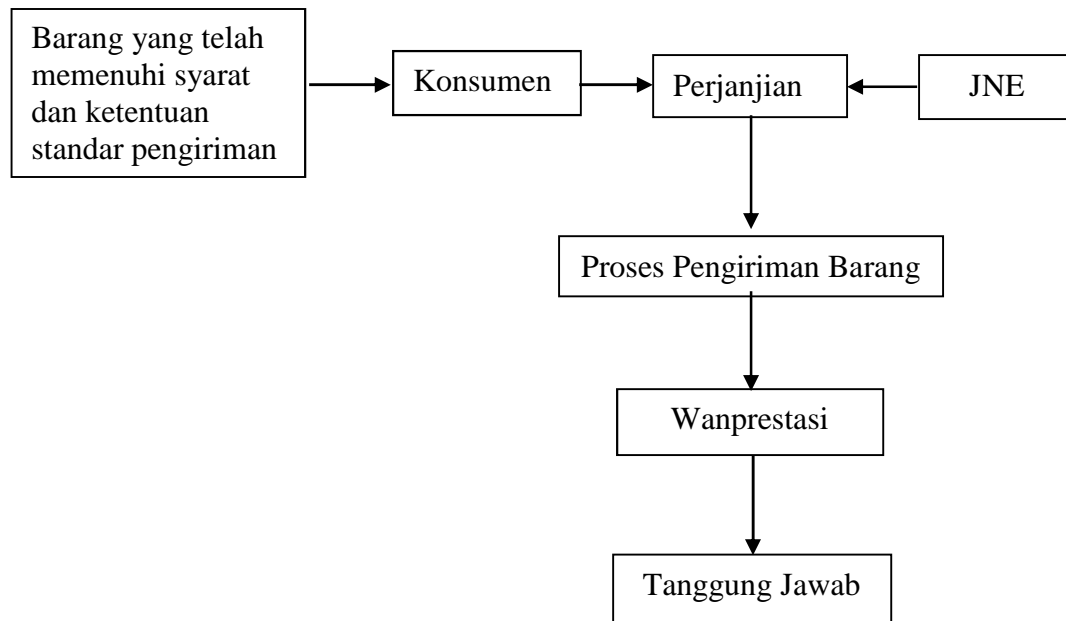 Barang yang telah
memenuhi syarat
dan ketentuan
standar pengiriman
Konsumen
Perjanjian
JNE
Proses Pengiriman Barang
Wanprestasi
Tanggung Jawab